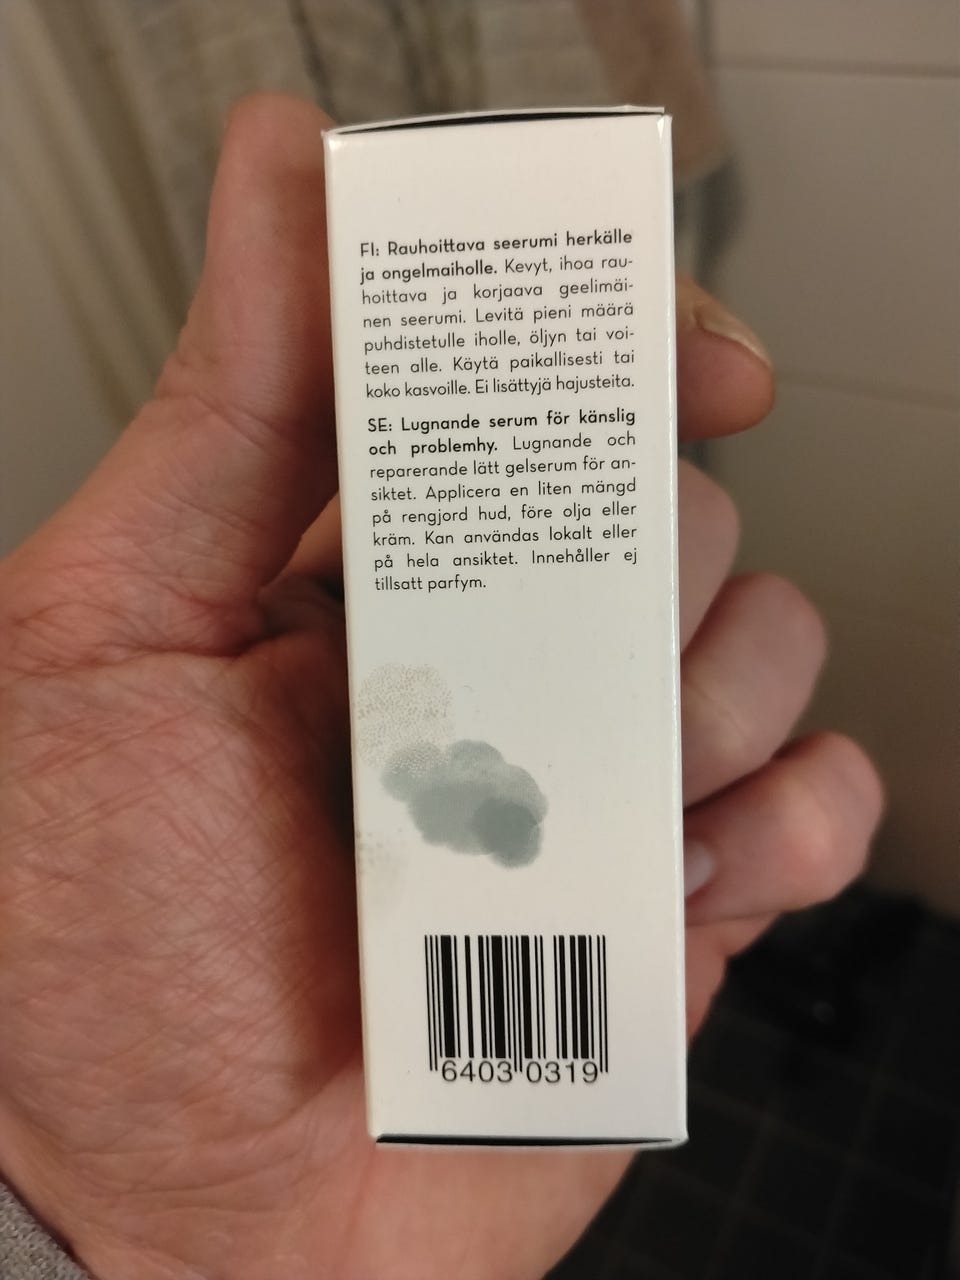 FI: Rauhoittava seerumi herkälle
ja ongelmaiholle. Kevyt, ihoa rau-
hoittava ja korjaava geelimäi-
nen seerumi. Levitä pieni määrä
puhdistetulle iholle, öljyn tai voi-
teen alle. Käytä paikallisesti tai
koko kasvoille. Ei lisättyjä hajusteita.
SE: Lugnande serum för känslig
och problemhy. Lugnande och
reparerande lätt gelserum för an-
siktet. Applicera en liten mängd
på rengjord hud, före olja eller
kräm. Kan användas lokalt eller
på hela ansiktet. Innehåller ej
tillsatt parfym.
6403 0319